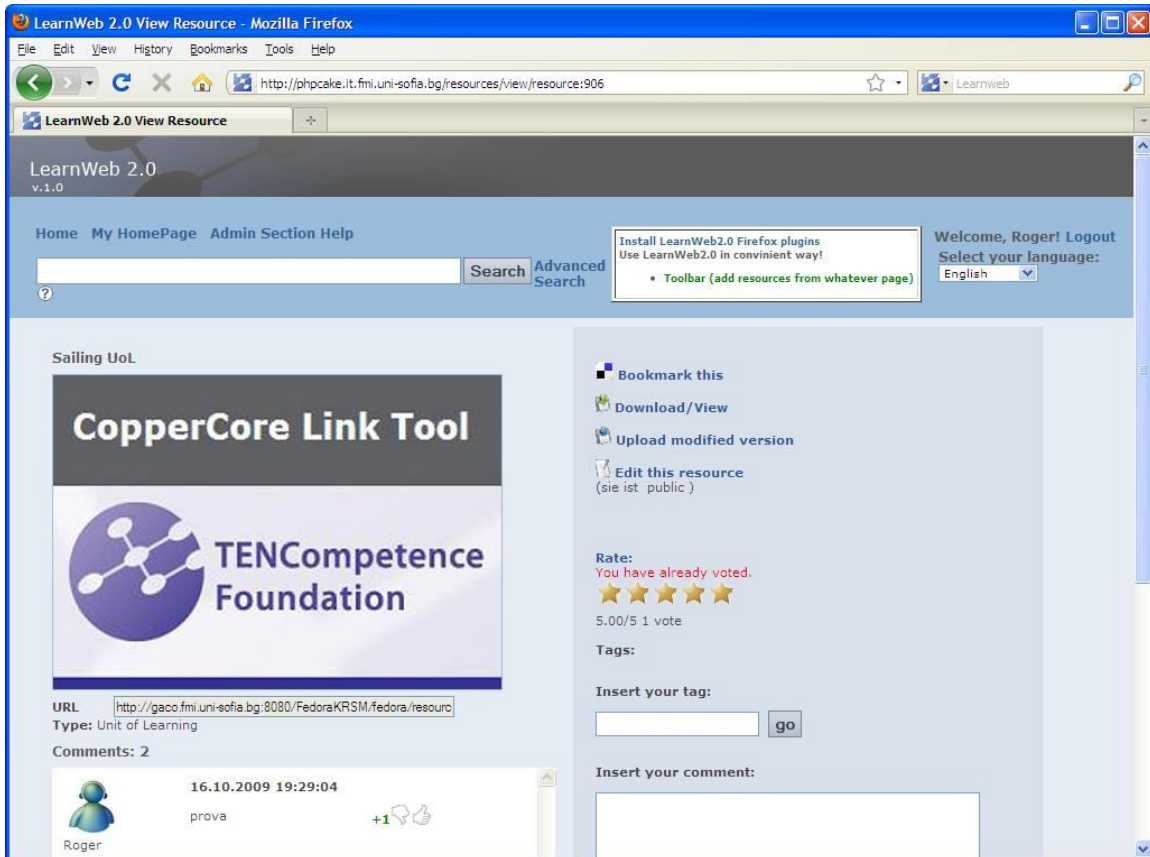 LearnWeb 2.0 View Resource - Mozilla Firefox
File Edit View History Bookmarks Tools Help
http://phpcake.it.fmi.uni-sofia.bg/resources/view/resource:906
Learnweb
LearnWeb 2.0 View Resource
LearnWeb 2.0
v.1.0
Home My HomePage Admin Section Help
Search Advanced Search
?
Install LearnWeb2.0 Firefox plugins
Use LearnWeb2.0 in convinient way!
• Toolbar (add resources from whatever page)
Welcome, Roger! Logout
Select your language:
English
Sailing UoL
CopperCore Link Tool
TENCompetence
Foundation
URL http://gaco.fmi.uni-sofia.bg:8080/FedoraKRSM/fedora/resourc
Type: Unit of Learning
Comments: 2
16.10.2009 19:29:04
prova +1
Roger
Bookmark this
Download/View
Upload modified version
Edit this resource
(sie ist public )
Rate:
You have already voted.
5.00/5 1 vote
Tags:
Insert your tag:
go
Insert your comment: